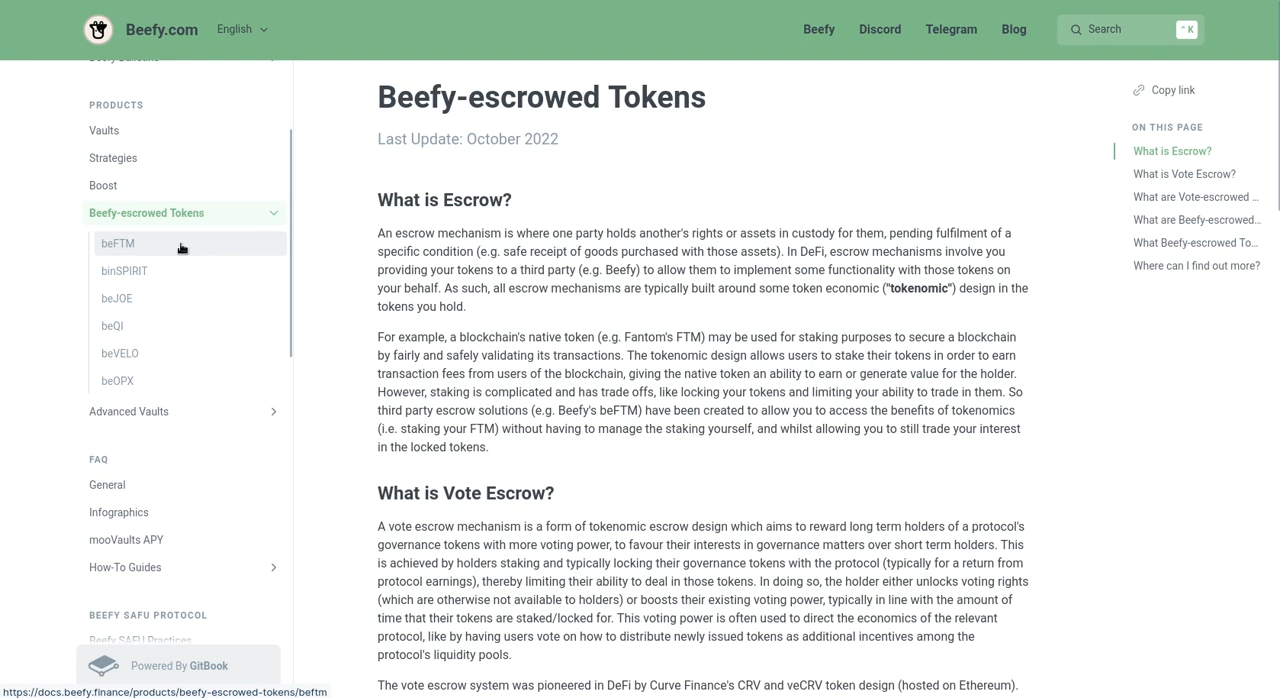 Beefy.com
English
Beefy
Discord
Telegram
Blog
Search
⌃ K
PRODUCTS
Vaults
Strategies
Boost
Beefy-escrowed Tokens
beFTM
binSPIRIT
beJOE
beQI
beVELO
beOPX
Advanced Vaults
FAQ
General
Infographics
mooVaults APY
How-To Guides
BEEFY SAFU PROTOCOL
Beefy SAFU Practices
Powered By GitBook
https://docs.beefy.finance/products/beefy-escrowed-tokens/beftm
Beefy-escrowed Tokens
Last Update: October 2022
What is Escrow?
An escrow mechanism is where one party holds another's rights or assets in custody for them, pending fulfilment of a
specific condition (e.g. safe receipt of goods purchased with those assets). In DeFi, escrow mechanisms involve you
providing your tokens to a third party (e.g. Beefy) to allow them to implement some functionality with those tokens on
your behalf. As such, all escrow mechanisms are typically built around some token economic ("tokenomic") design in the
tokens you hold.
For example, a blockchain's native token (e.g. Fantom's FTM) may be used for staking purposes to secure a blockchain
by fairly and safely validating its transactions. The tokenomic design allows users to stake their tokens in order to earn
transaction fees from users of the blockchain, giving the native token an ability to earn or generate value for the holder.
However, staking is complicated and has trade offs, like locking your tokens and limiting your ability to trade in them. So
third party escrow solutions (e.g. Beefy's beFTM) have been created to allow you to access the benefits of tokenomics
(i.e. staking your FTM) without having to manage the staking yourself, and whilst allowing you to still trade your interest
in the locked tokens.
What is Vote Escrow?
A vote escrow mechanism is a form of tokenomic escrow design which aims to reward long term holders of a protocol's
governance tokens with more voting power, to favour their interests in governance matters over short term holders. This
is achieved by holders staking and typically locking their governance tokens with the protocol (typically for a return from
protocol earnings), thereby limiting their ability to deal in those tokens. In doing so, the holder either unlocks voting rights
(which are otherwise not available to holders) or boosts their existing voting power, typically in line with the amount of
time that their tokens are staked/locked for. This voting power is often used to direct the economics of the relevant
protocol, like by having users vote on how to distribute newly issued tokens as additional incentives among the
protocol's liquidity pools.
The vote escrow system was pioneered in DeFi by Curve Finance's CRV and veCRV token design (hosted on Ethereum).
Copy link
ON THIS PAGE
What is Escrow?
What is Vote Escrow?
What are Vote-escrowed ...
What are Beefy-escrowed...
What Beefy-escrowed To...
Where can I find out more?